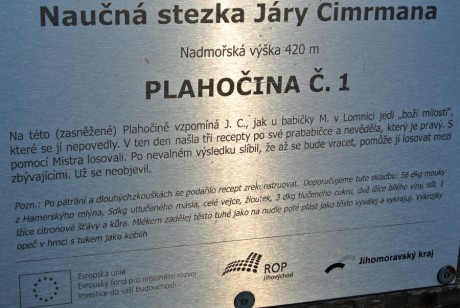 Naučná stezka Járy Cimrmana
Nadmořská výška 420 m
PLAHOČINA Č. 1
Na této (zasněžené) Plahočině vzpomíná J. C., jak u babičky M. v Lomnici jedl „boží milosti",
které se jí nepovedly. V ten den našla tři recepty po své prababičce a nevěděla, který je pravý. S
pomocí Mistra losovali. Po nevalném výsledku slíbil, že až se bude vracet, pomůže jí losovat mezi
zbývajícími. Už se neobjevil.
Pozn.: Po pátrání a dlouhých zkouškách se podařilo recept zrekonstruovat. Doporučujeme tuto skladbu: 56 dkg mouky
z Hamerského mlýna, 5dkg utlučeného másla, celé vejce, žloutek, 3 dkg tlučeného cukru, dvě lžíce bílého vína, sůl, 1
lžíce citronové šťávy a kůra. Mlékem zadělej těsto tuhé jako na nudle poté plást jako těsto vyválej a vykrajuj. Výkrojky
opeč v hrnci s tukem jako koblih
Evropská unie
Evropský fond pro regionální rozvoj
Investice do vaší budoucnosti
ROP
Jihovýchod
Jihomoravský kraj